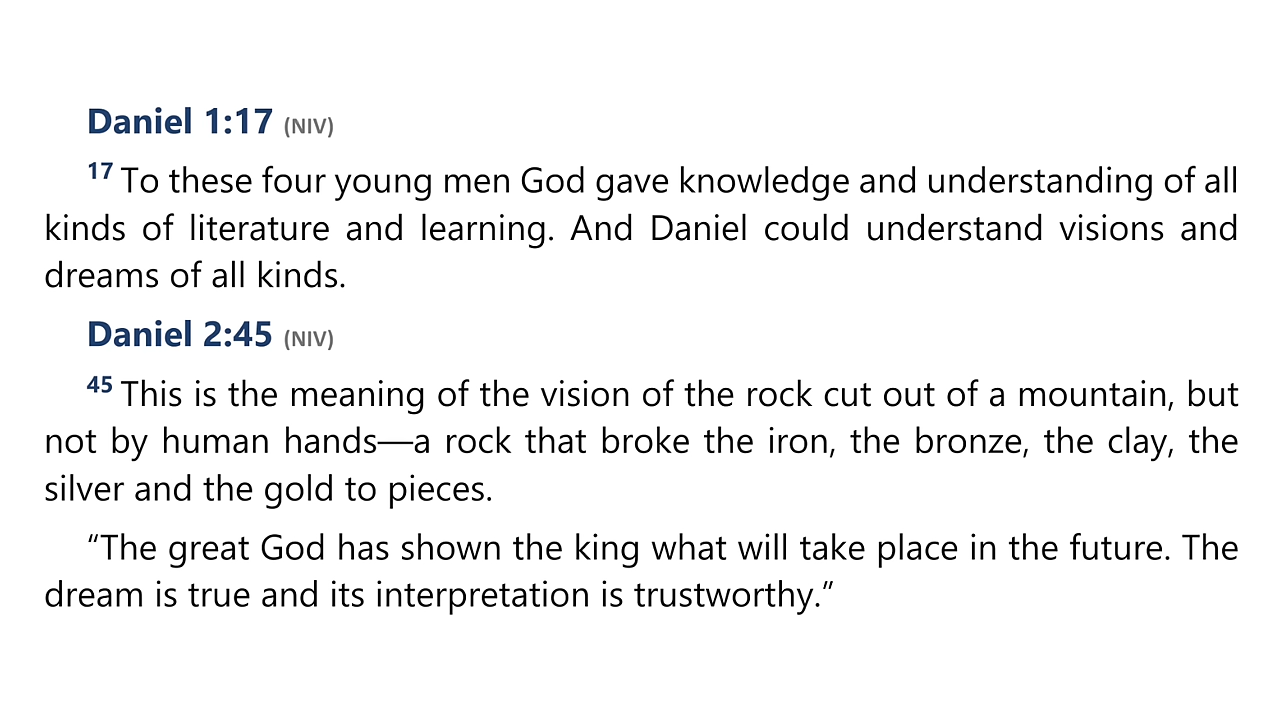 Daniel 1:17 (NIV)
17 To these four young men God gave knowledge and understanding of all
kinds of literature and learning. And Daniel could understand visions and
dreams of all kinds.
Daniel 2:45 (NIV)
45 This is the meaning of the vision of the rock cut out of a mountain, but
not by human hands—a rock that broke the iron, the bronze, the clay, the
silver and the gold to pieces.
“The great God has shown the king what will take place in the future. The
dream is true and its interpretation is trustworthy.”